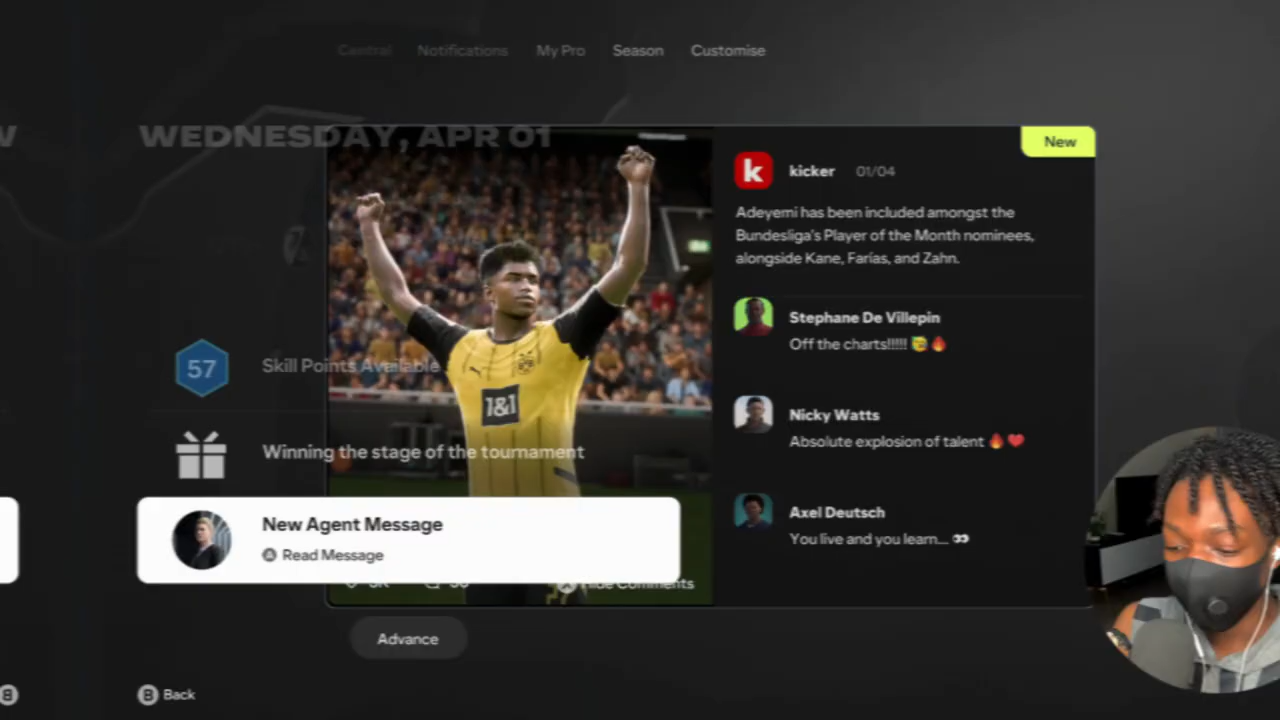 Central
Notifications
My Pro
Season
Customise
WEDNESDAY, APR 01
New
k
kicker
01/04
Adeyemi has been included amongst the
Bundesliga's Player of the Month nominees,
alongside Kane, Farías, and Zahn.
Stephane De Villepin
Off the charts!!!!! 🥳🔥
57
Skill Points Available
1&1
Nicky Watts
Absolute explosion of talent 🔥❤️
Winning the stage of the tournament
Axel Deutsch
You live and you learn... 👀
New Agent Message
A Read Message
Hide Comments
Advance
B
B Back